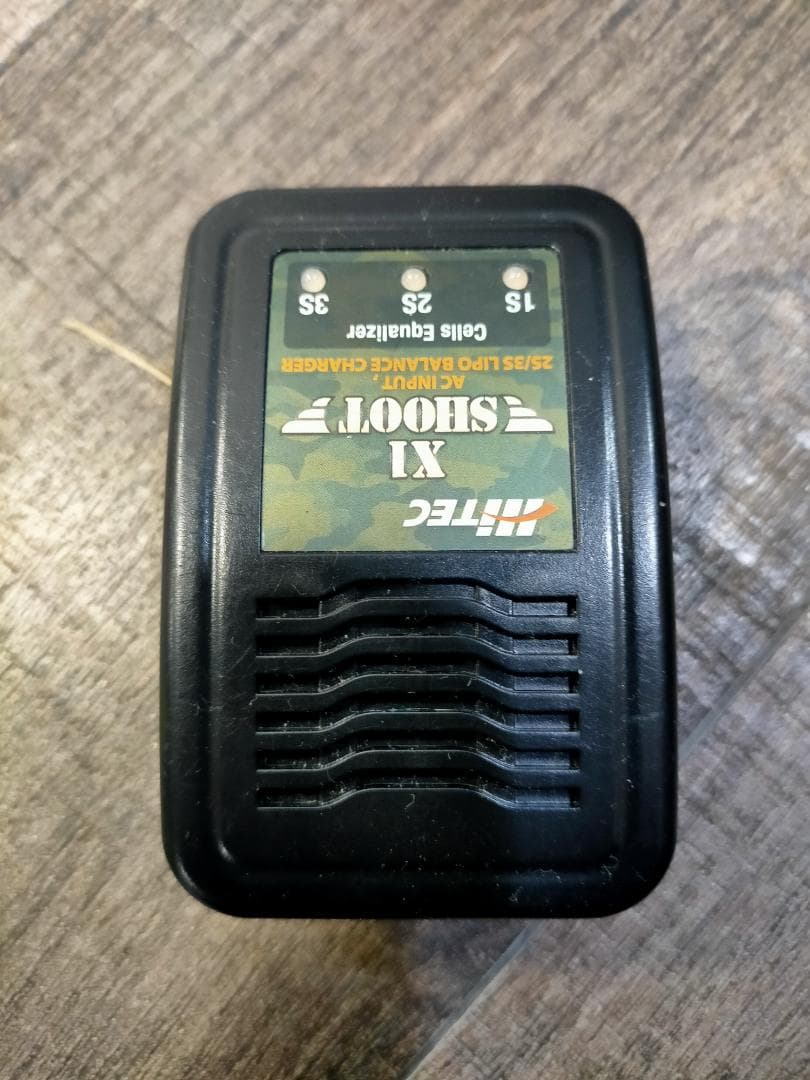 HiTEC
X1
SHOOT
AC INPUT,
2S/3S LIPO BALANCE CHARGER
Cells Equalizer
1S 2S 3S